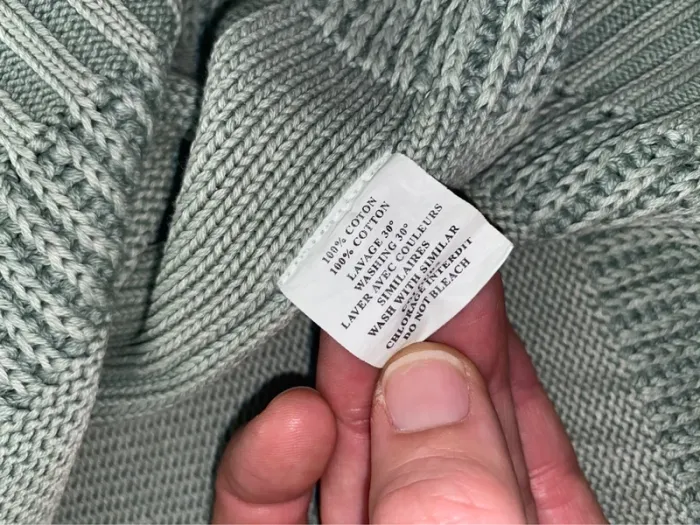 100% COTON
100% COTTON
LAVAGE 30°
WASHING 30°
LAVER AVEC COULEURS
SIMILAIRES
WASH WITH SIMILAR
CHLORAGE INTERDIT
DO NOT BLEACH